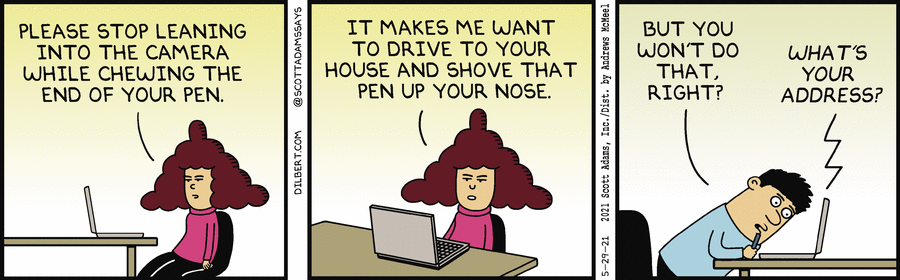 PLEASE STOP LEANING
INTO THE CAMERA
WHILE CHEWING THE
END OF YOUR PEN.
DILBERT.COM @SCOTTADAMSSAYS
IT MAKES ME WANT
TO DRIVE TO YOUR
HOUSE AND SHOVE THAT
PEN UP YOUR NOSE.
5-29-21 2021 Scott Adams, Inc./Dist. by Andrews McMeel
BUT YOU
WON'T DO
THAT,
RIGHT?
WHAT'S
YOUR
ADDRESS?